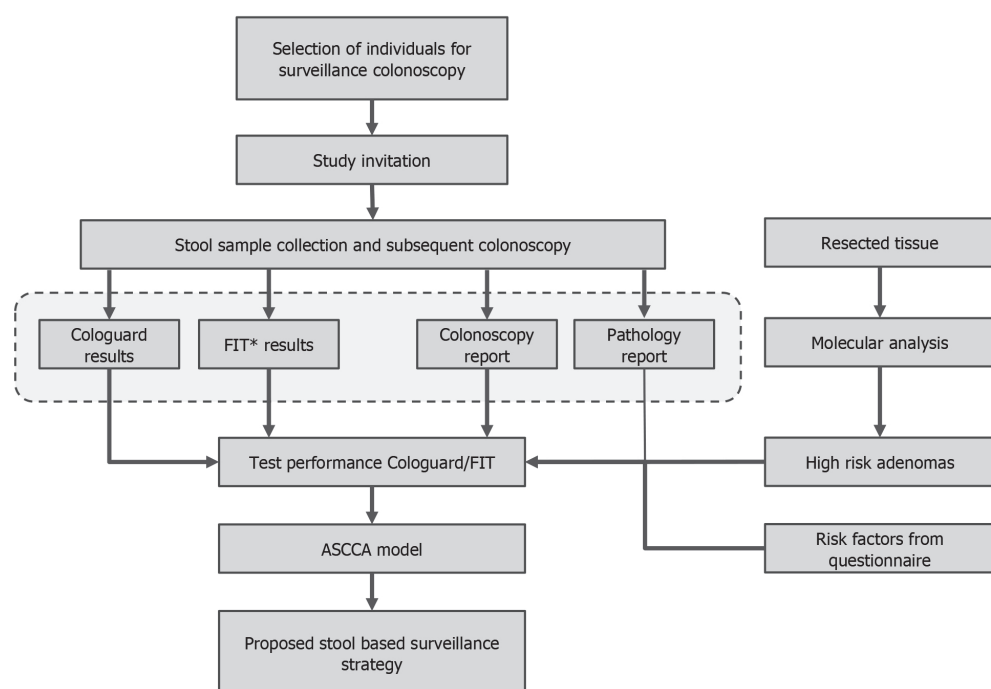 Selection of individuals for
surveillance colonoscopy
Study invitation
Stool sample collection and subsequent colonoscopy
Resected tissue
Cologuard
results
FIT* results
Colonoscopy
report
Pathology
report
Molecular analysis
Test performance Cologuard/FIT
High risk adenomas
ASCCA model
Risk factors from
questionnaire
Proposed stool based surveillance
strategy